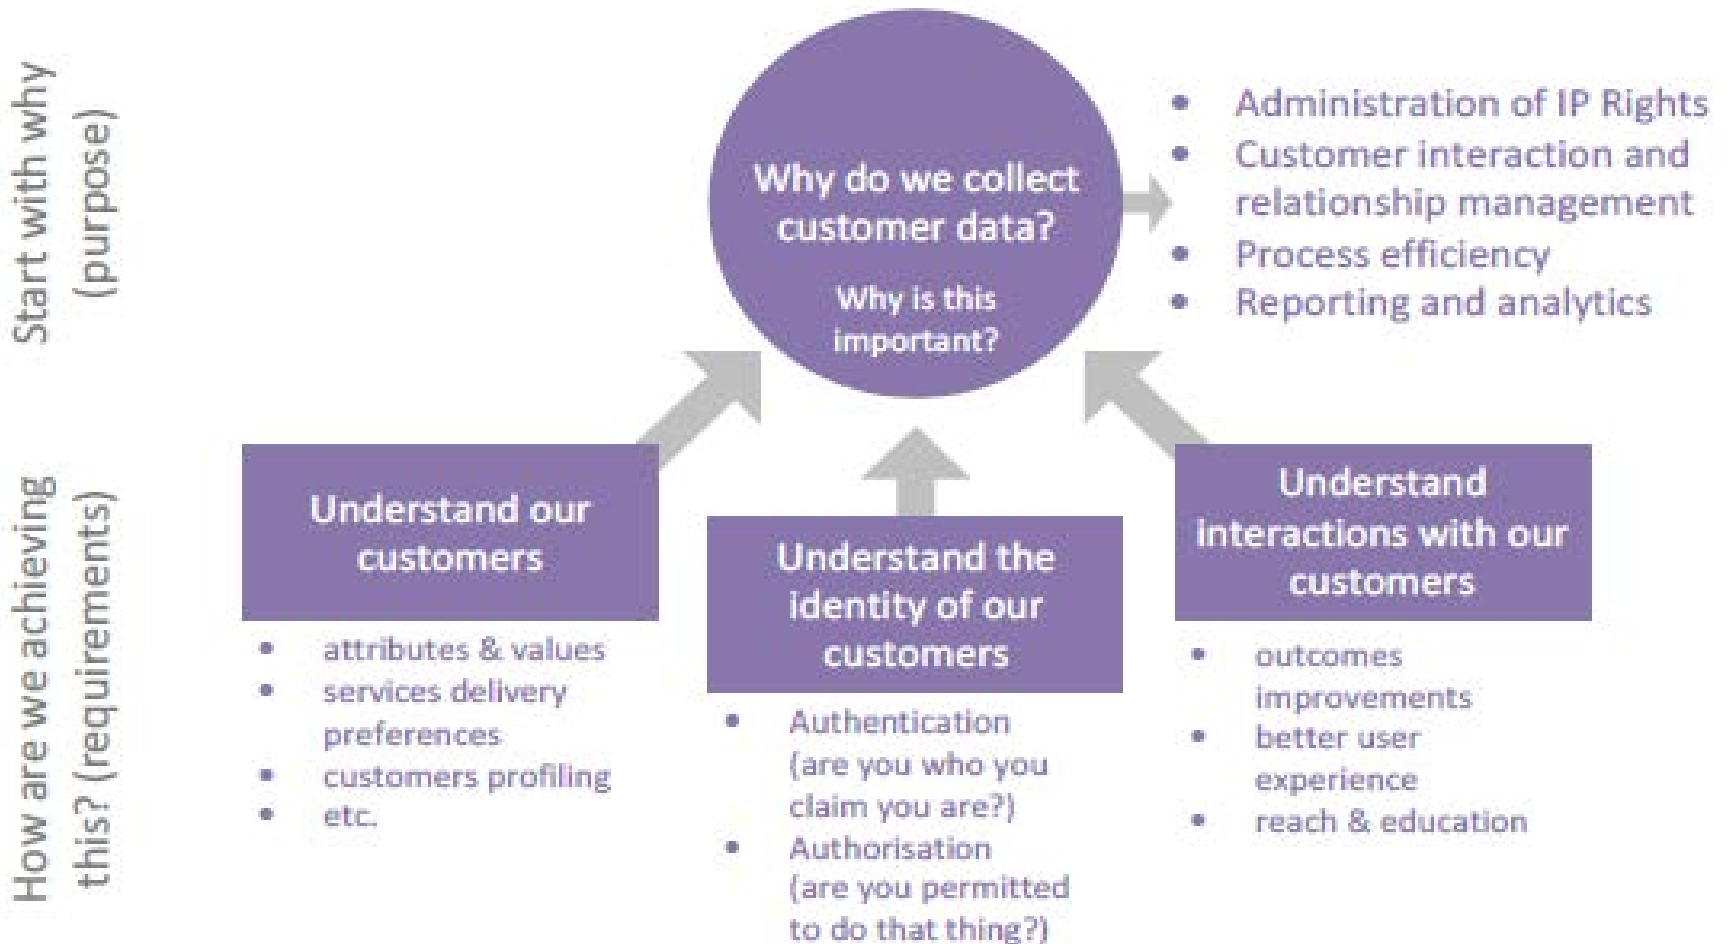 Start with why
(purpose)
Why do we collect
customer data?
Why is this
important?
• Administration of IP Rights
• Customer interaction and
relationship management
• Process efficiency
• Reporting and analytics
How are we achieving
this? (requirements)
Understand our
customers
• attributes & values
• services delivery
preferences
• customers profiling
• etc.
Understand the
identity of our
customers
• Authentication
(are you who you
claim you are?)
• Authorisation
(are you permitted
to do that thing?)
Understand
interactions with our
customers
• outcomes
improvements
• better user
experience
• reach & education